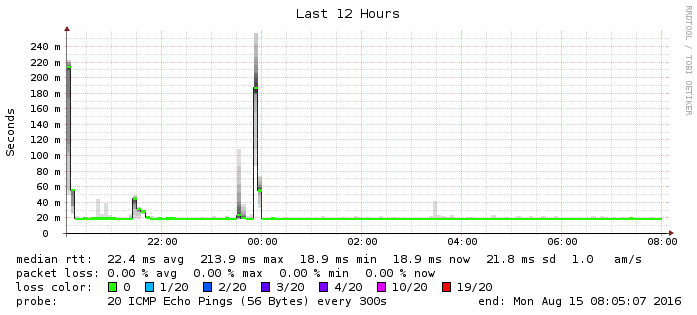 Last 12 Hours
RRDTOOL / TOBI OETIKER
Seconds
240 m
220 m
200 m
180 m
160 m
140 m
120 m
100 m
80 m
60 m
40 m
20 m
0
22:00 00:00 02:00 04:00 06:00 08:00
median rtt: 22.4 ms avg 213.9 ms max 18.9 ms min 18.9 ms now 21.8 ms sd 1.0 am/s
packet loss: 0.00 % avg 0.00 % max 0.00 % min 0.00 % now
loss color: 0 1/20 2/20 3/20 4/20 10/20 19/20
probe: 20 ICMP Echo Pings (56 Bytes) every 300s end: Mon Aug 15 08:05:07 2016